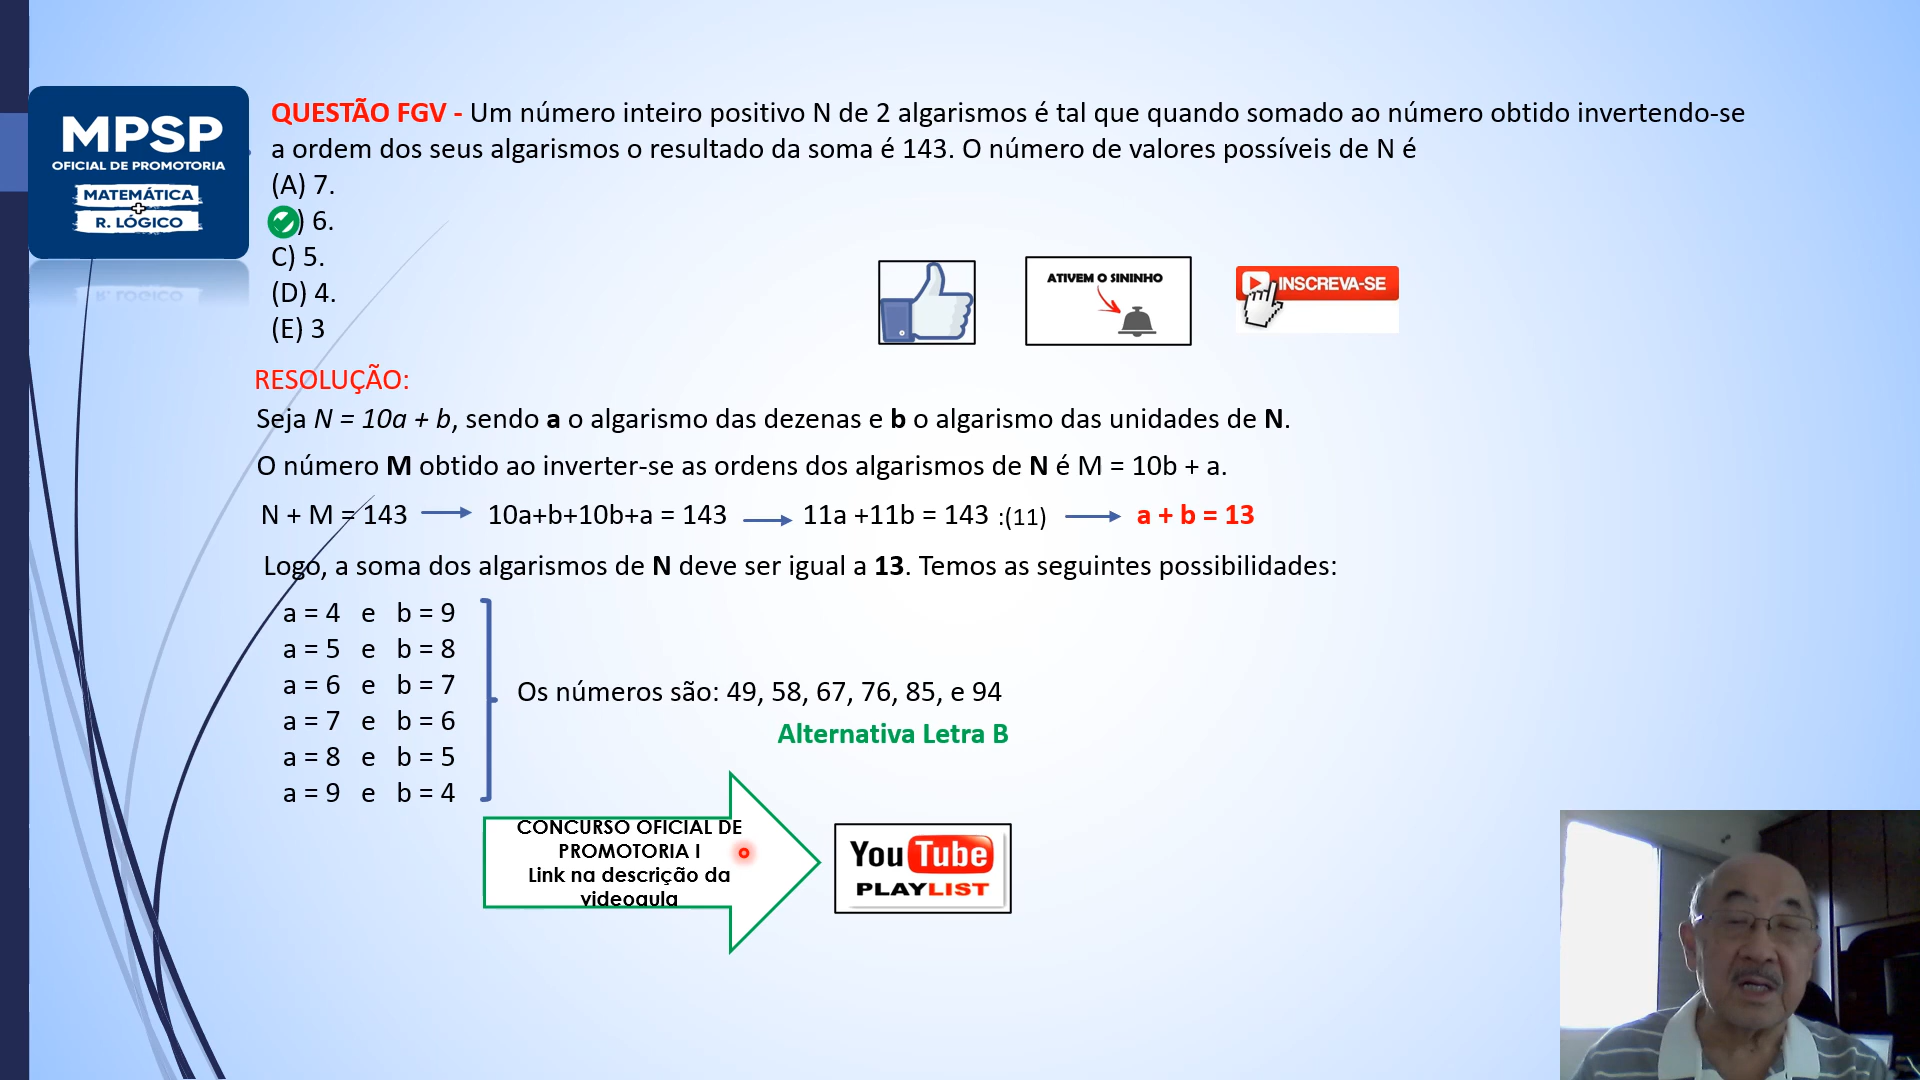 MPSP
OFICIAL DE PROMOTORIA
MATEMÁTICA
+
R. LÓGICO
QUESTÃO FGV - Um número inteiro positivo N de 2 algarismos é tal que quando somado ao número obtido invertendo-se
a ordem dos seus algarismos o resultado da soma é 143. O número de valores possíveis de N é
(A) 7.
) 6.
C) 5.
(D) 4.
(E) 3
ATIVEM O SININHO
INSCREVA-SE
RESOLUÇÃO:
Seja N = 10a + b, sendo a o algarismo das dezenas e b o algarismo das unidades de N.
O número M obtido ao inverter-se as ordens dos algarismos de N é M = 10b + a.
N + M = 143 10a+b+10b+a = 143 11a +11b = 143 :(11) a + b = 13
Logo, a soma dos algarismos de N deve ser igual a 13. Temos as seguintes possibilidades:
a = 4 e b = 9
a = 5 e b = 8
a = 6 e b = 7
a = 7 e b = 6
a = 8 e b = 5
a = 9 e b = 4
Os números são: 49, 58, 67, 76, 85, e 94
Alternativa Letra B
CONCURSO OFICIAL DE
PROMOTORIA I
Link na descrição da
videoaula
YouTube
PLAYLIST